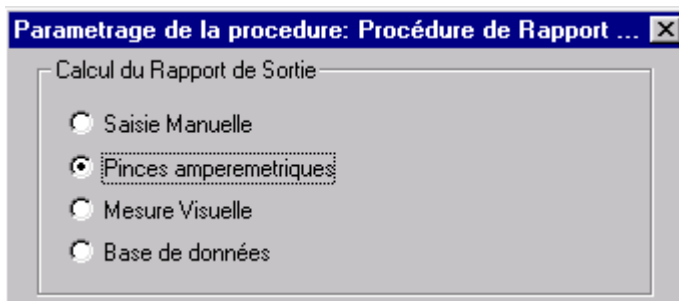 Parametrage de la procedure: Procédure de Rapport ...
Calcul du Rapport de Sortie
Saisie Manuelle
Pinces amperemetriques
Mesure Visuelle
Base de données